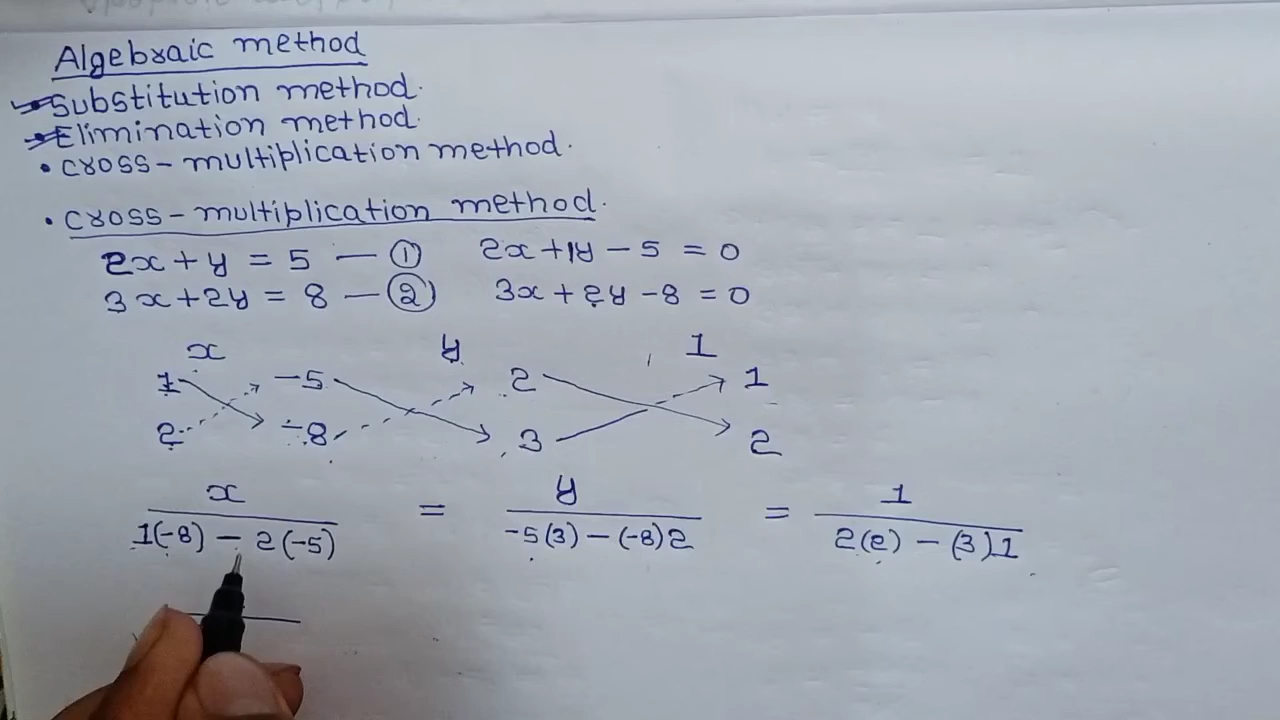 Algebraic method
Substitution method.
Elimination method.
• cross-multiplication method.
• cross-multiplication method.
2x + y = 5 — ① 2x + 1y - 5 = 0
3x + 2y = 8 — ② 3x + 2y - 8 = 0
x y 1
1 -5 2 1
2 -8 3 2
x = y = 1
1(-8) - 2(-5) -5(3) - (-8)2 2(2) - (3)1